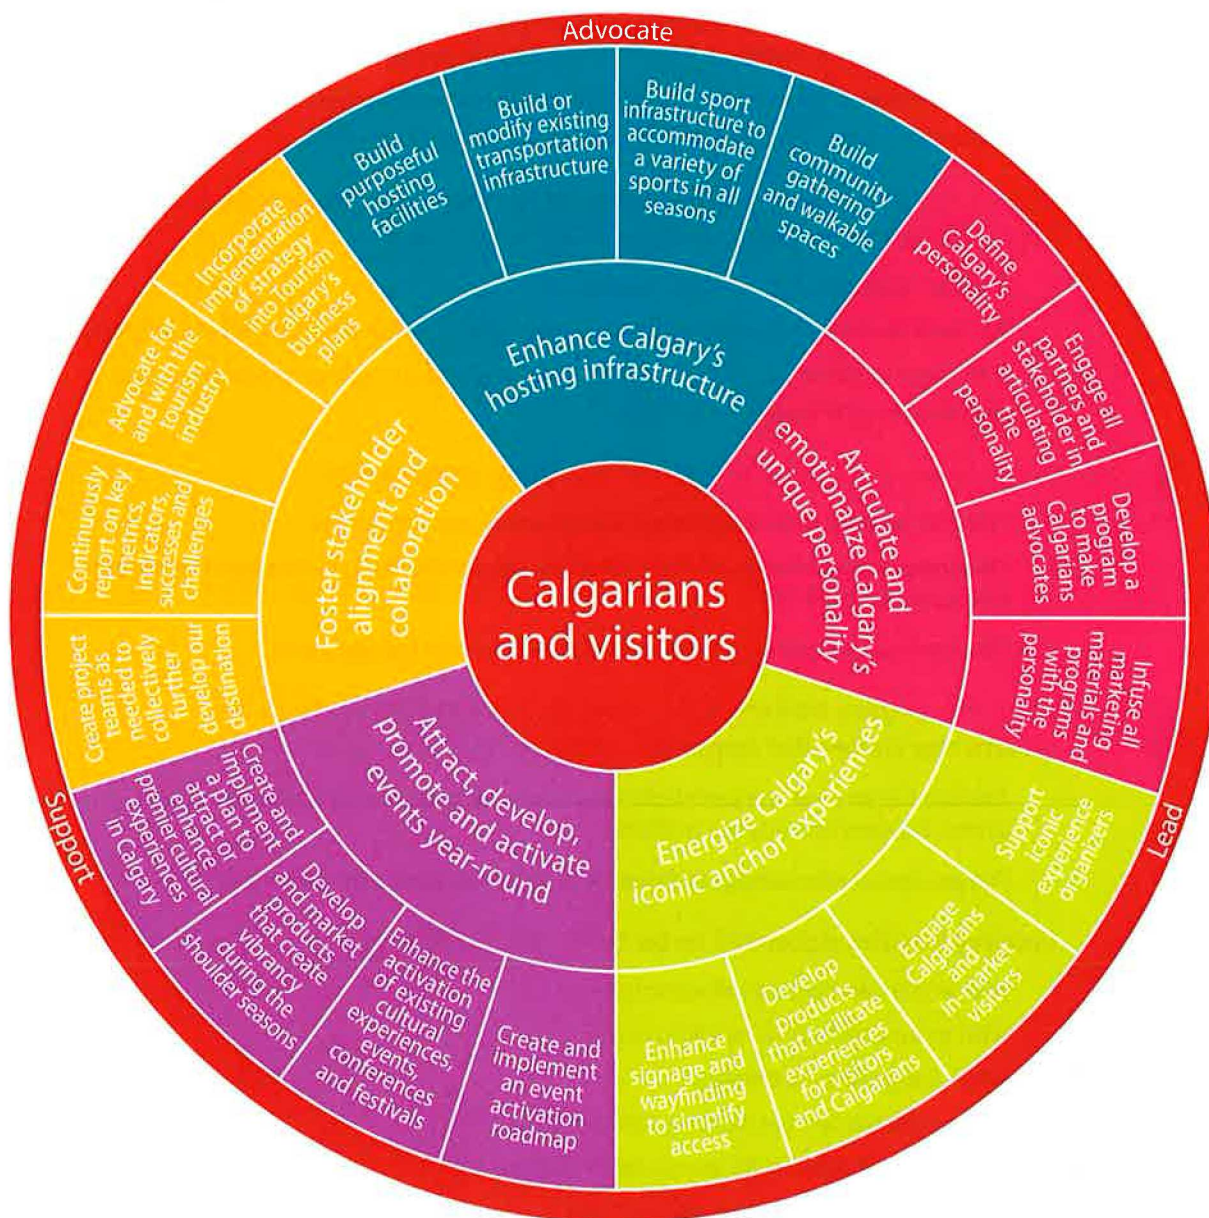 Advocate
Build
purposeful
hosting
facilities
Build or
modify existing
transportation
infrastructure
Build sport
infrastructure to
accommodate
a variety of
sports in all
seasons
Build
community
gathering
and walkable
spaces
Enhance Calgary's
hosting infrastructure
Define
Calgary's
personality
Engage all
partners and
stakeholder in
articulating
the
personality
Develop a
program
to make
Calgarians
advocates
Infuse all
marketing
materials and
programs
with the
personality
Articulate and
emotionalize Calgary's
unique personality
Lead
Support
iconic
experience
organizers
Engage
Calgarians
and
in-market
visitors
Develop
products
that facilitate
experiences
for visitors
and Calgarians
Enhance
signage and
wayfinding
to simplify
access
Energize Calgary's
iconic anchor experiences
Create and
implement
an event
activation
roadmap
Enhance the
activation
of existing
cultural
experiences,
events,
conferences
and festivals
Develop
and market
products
that create
vibrancy
during the
shoulder seasons
Create and
implement
a plan to
attract or
enhance
premier cultural
experiences
in Calgary
Attract, develop,
promote and activate
events year-round
Support
Create project
teams as
needed to
collectively
further
develop our
destination
Continuously
report on key
metrics,
indicators,
successes and
challenges
Advocate for
and with the
tourism
industry
Incorporate
implementation
of strategy
into Tourism
Calgary's
business
plans
Foster stakeholder
alignment and
collaboration
Calgarians
and visitors